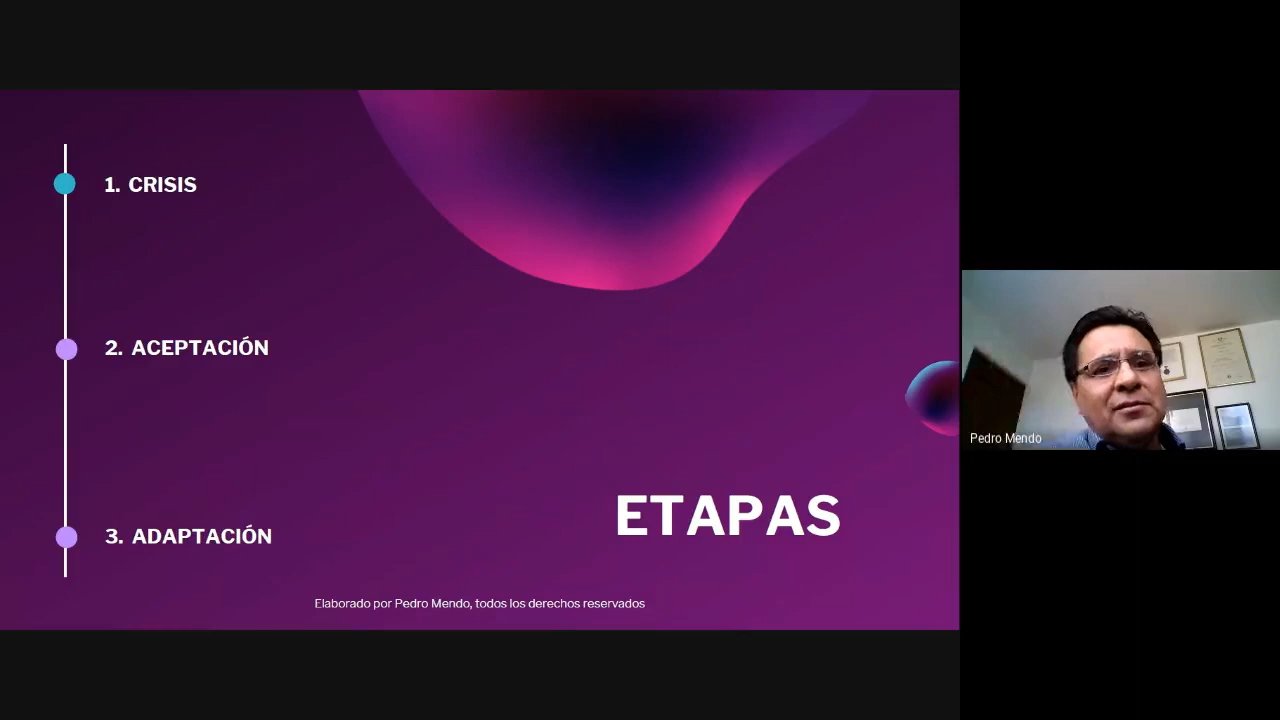 1. CRISIS
2. ACEPTACIÓN
3. ADAPTACIÓN
ETAPAS
Elaborado por Pedro Mendo, todos los derechos reservados
Pedro Mendo